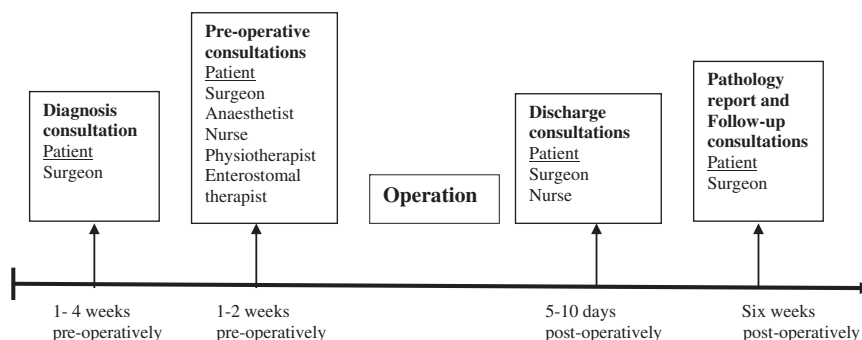 Diagnosis
consultation
Patient
Surgeon
Pre-operative
consultations
Patient
Surgeon
Anaesthetist
Nurse
Physiotherapist
Enterostomal
therapist
Operation
Discharge
consultations
Patient
Surgeon
Nurse
Pathology
report and
Follow-up
consultations
Patient
Surgeon
1- 4 weeks
pre-operatively
1-2 weeks
pre-operatively
5-10 days
post-operatively
Six weeks
post-operatively